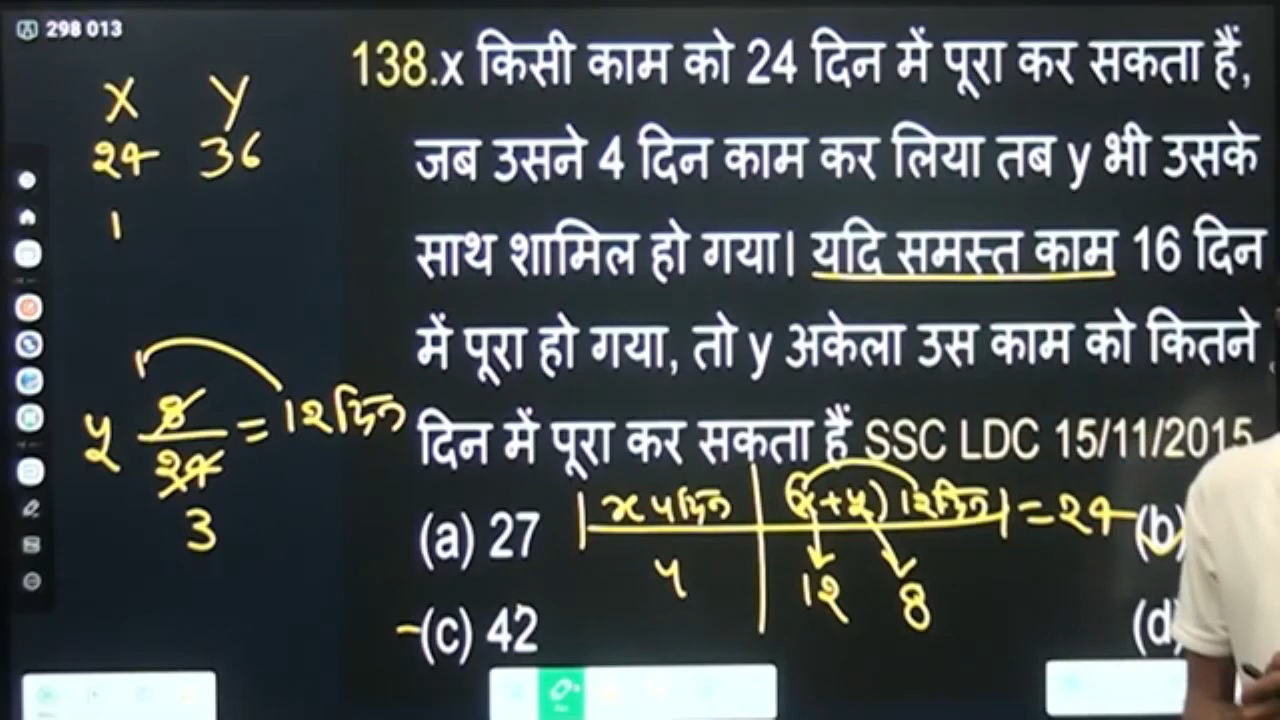 298 013
138.x किसी काम को 24 दिन में पूरा कर सकता हैं,
जब उसने 4 दिन काम कर लिया तब y भी उसके
साथ शामिल हो गया। यदि समस्त काम 16 दिन
में पूरा हो गया, तो y अकेला उस काम को कितने
दिन में पूरा कर सकता हैं SSC LDC 15/11/2015
(a) 27
(b)
(c) 42
(d)
X Y
24 36
1
1
y 8/24 = 12 दिन
3
x 4 दिन | (x+y) 12 दिन | = 24
4 | 12 8